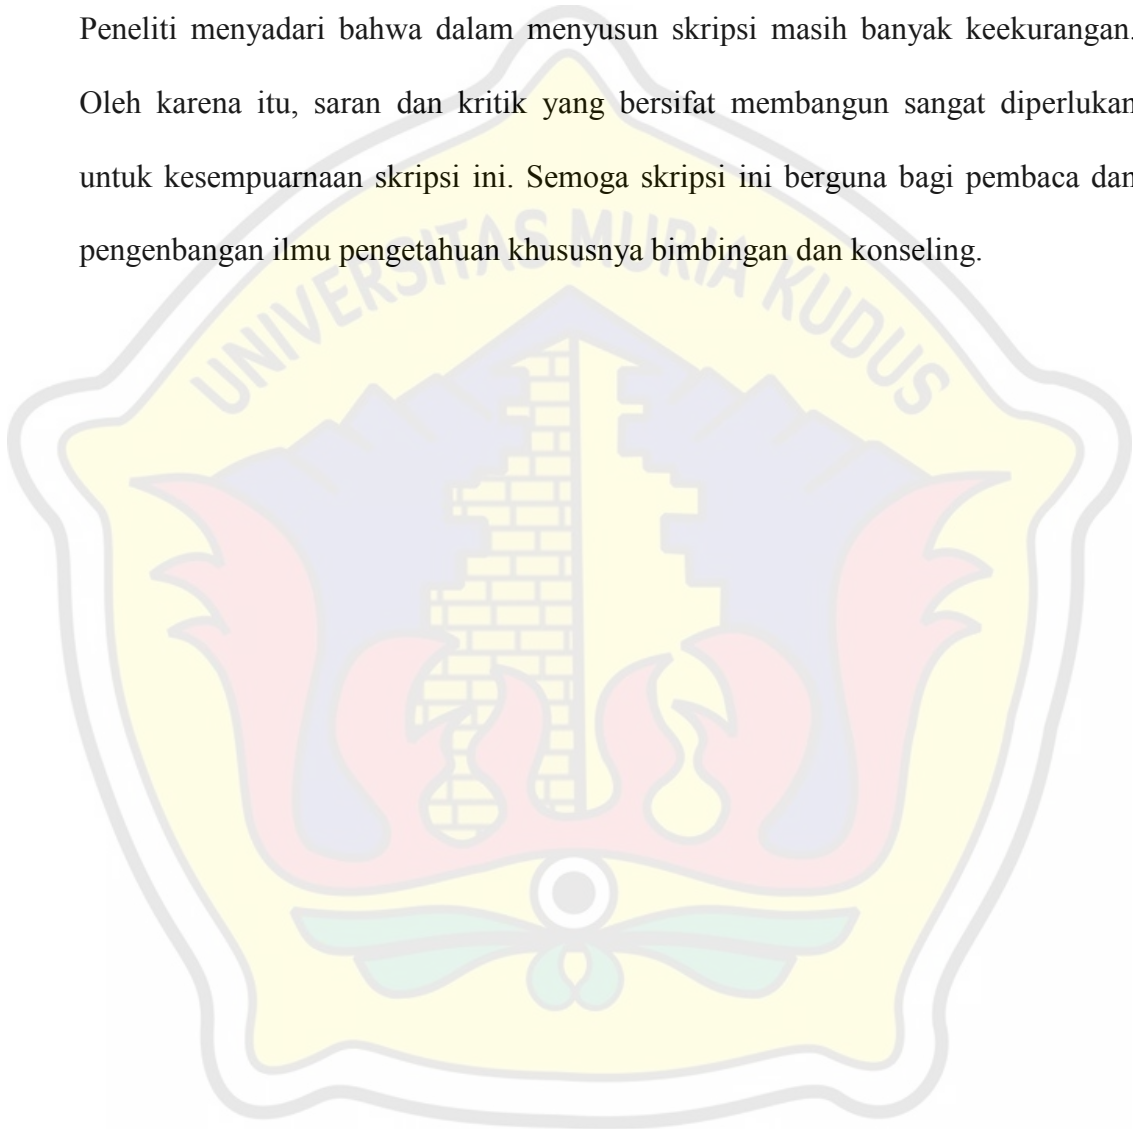 Peneliti menyadari bahwa dalam menyusun skripsi masih banyak keekurangan.
Oleh karena itu, saran dan kritik yang bersifat membangun sangat diperlukan
untuk kesempuarnaan skripsi ini. Semoga skripsi ini berguna bagi pembaca dan
pengenbangan ilmu pengetahuan khususnya bimbingan dan konseling.
UNIVERSITAS MURIA KUDUS